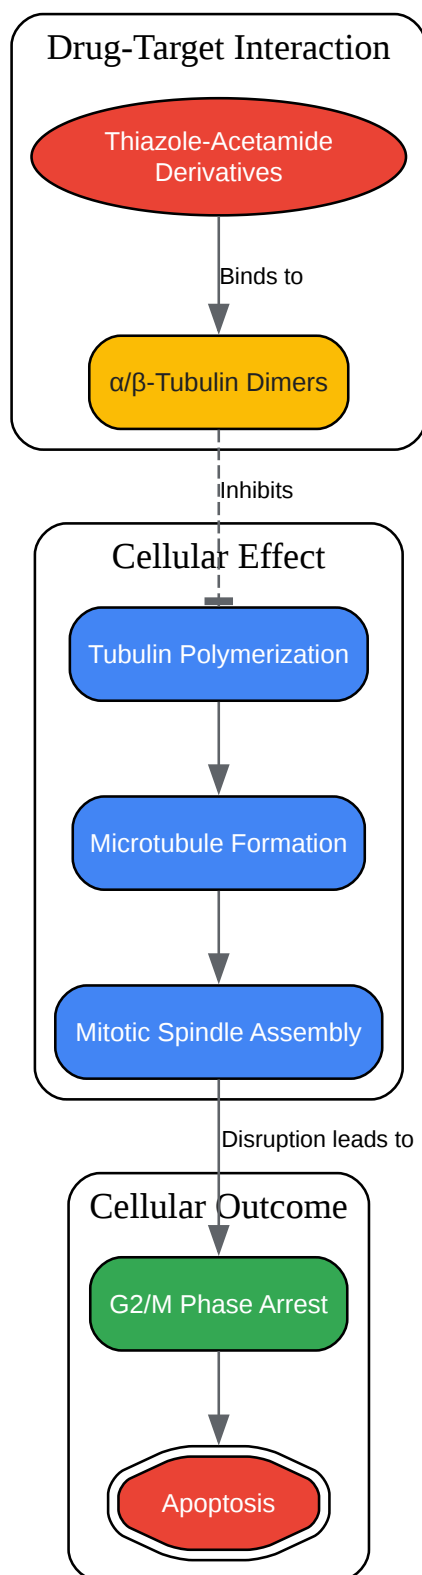 Drug-Target Interaction
Thiazole-Acetamide
Derivatives
Binds to
α/β-Tubulin Dimers
Inhibits
Cellular Effect
Tubulin Polymerization
Microtubule Formation
Mitotic Spindle Assembly
Disruption leads to
Cellular Outcome
G2/M Phase Arrest
Apoptosis